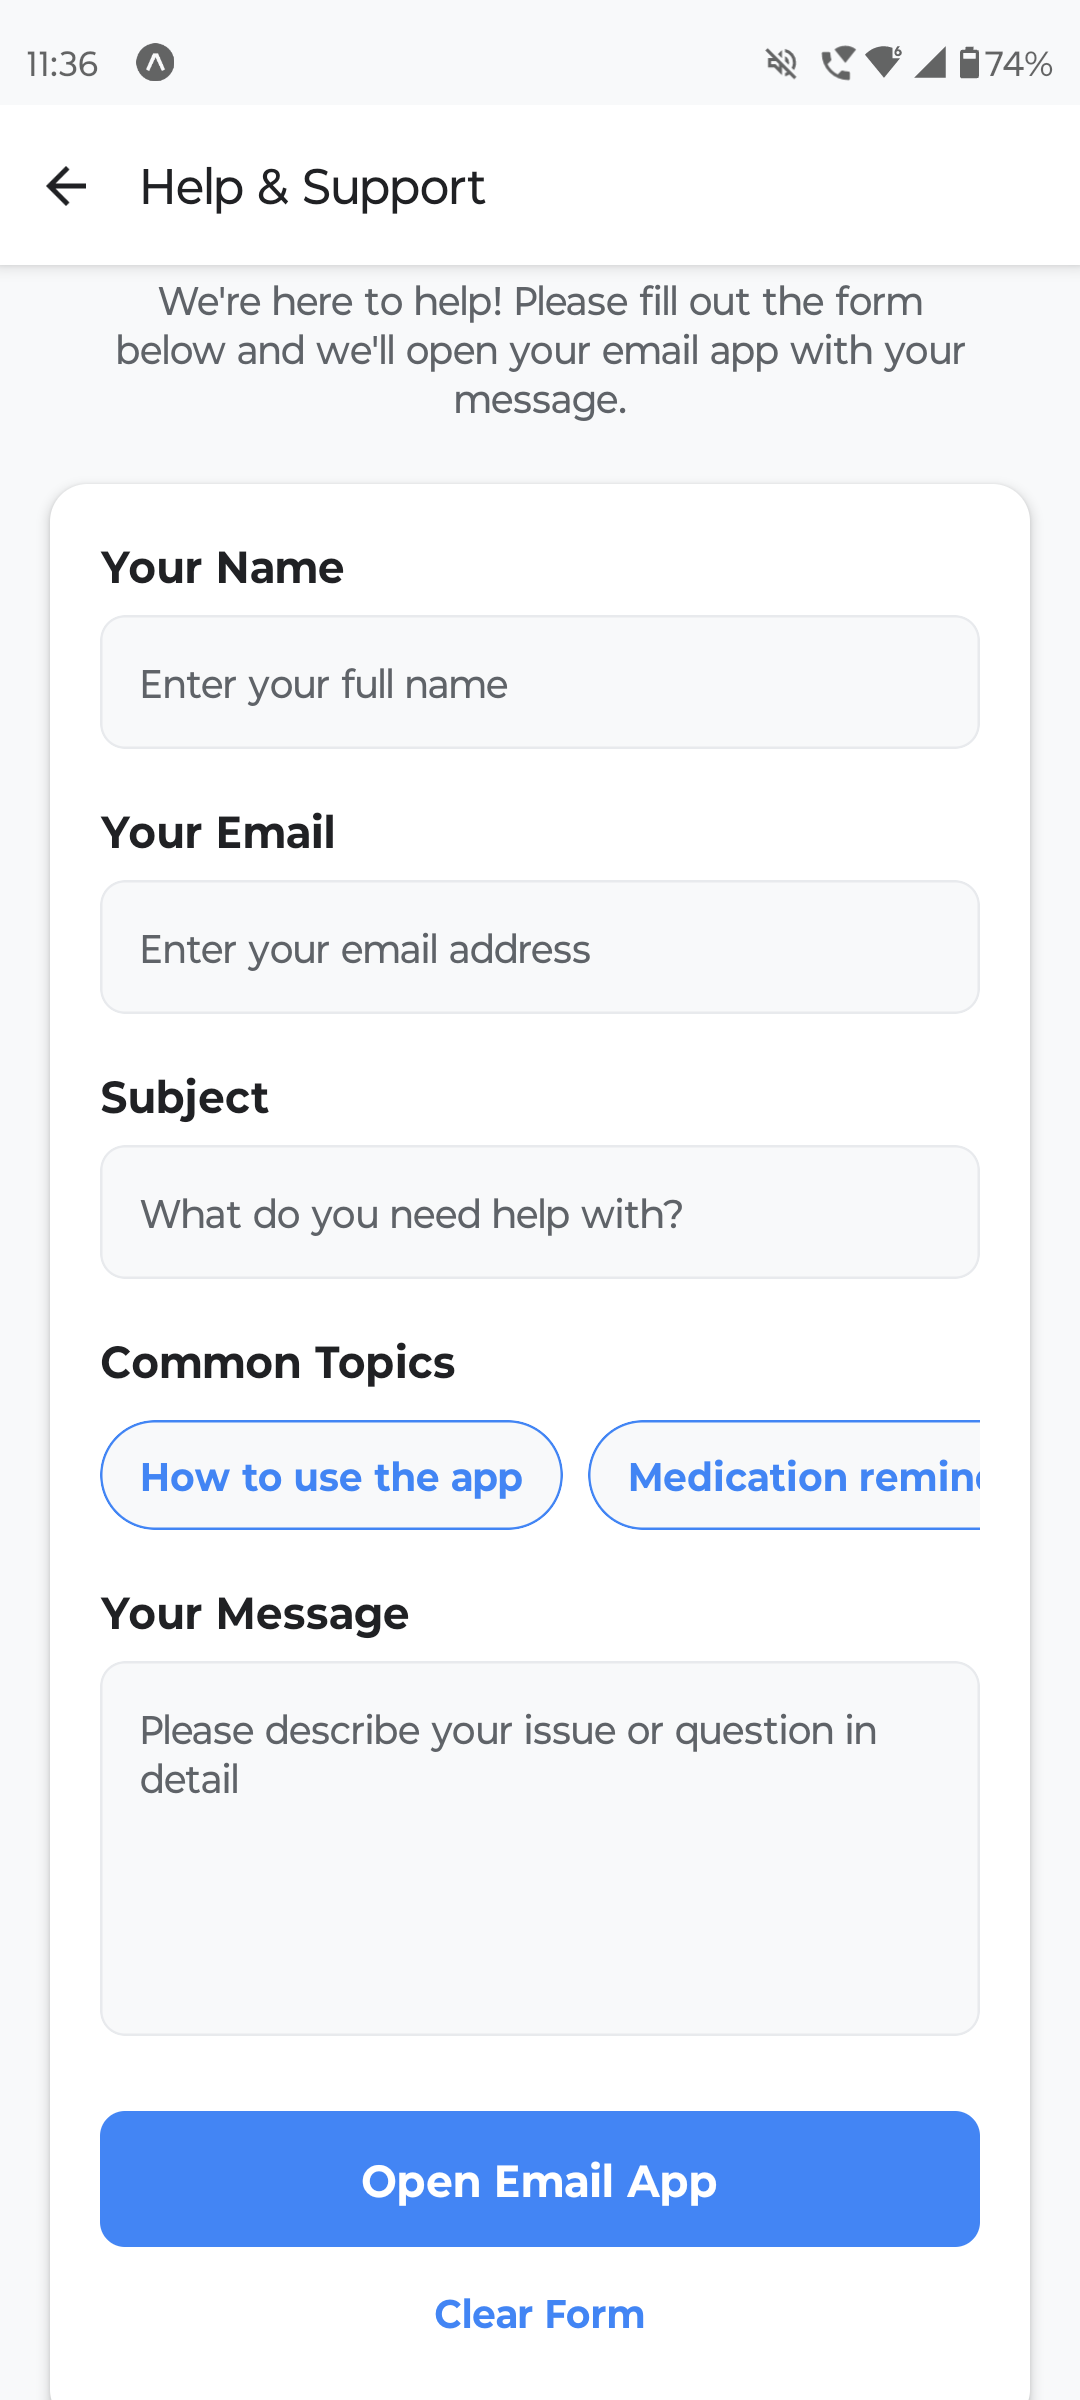 11:36
6
74%
Help & Support
We're here to help! Please fill out the form
below and we'll open your email app with your
message.
Your Name
Enter your full name
Your Email
Enter your email address
Subject
What do you need help with?
Common Topics
How to use the app
Medication
Your Message
Please describe your issue or question in
detail
Open Email App
Clear Form